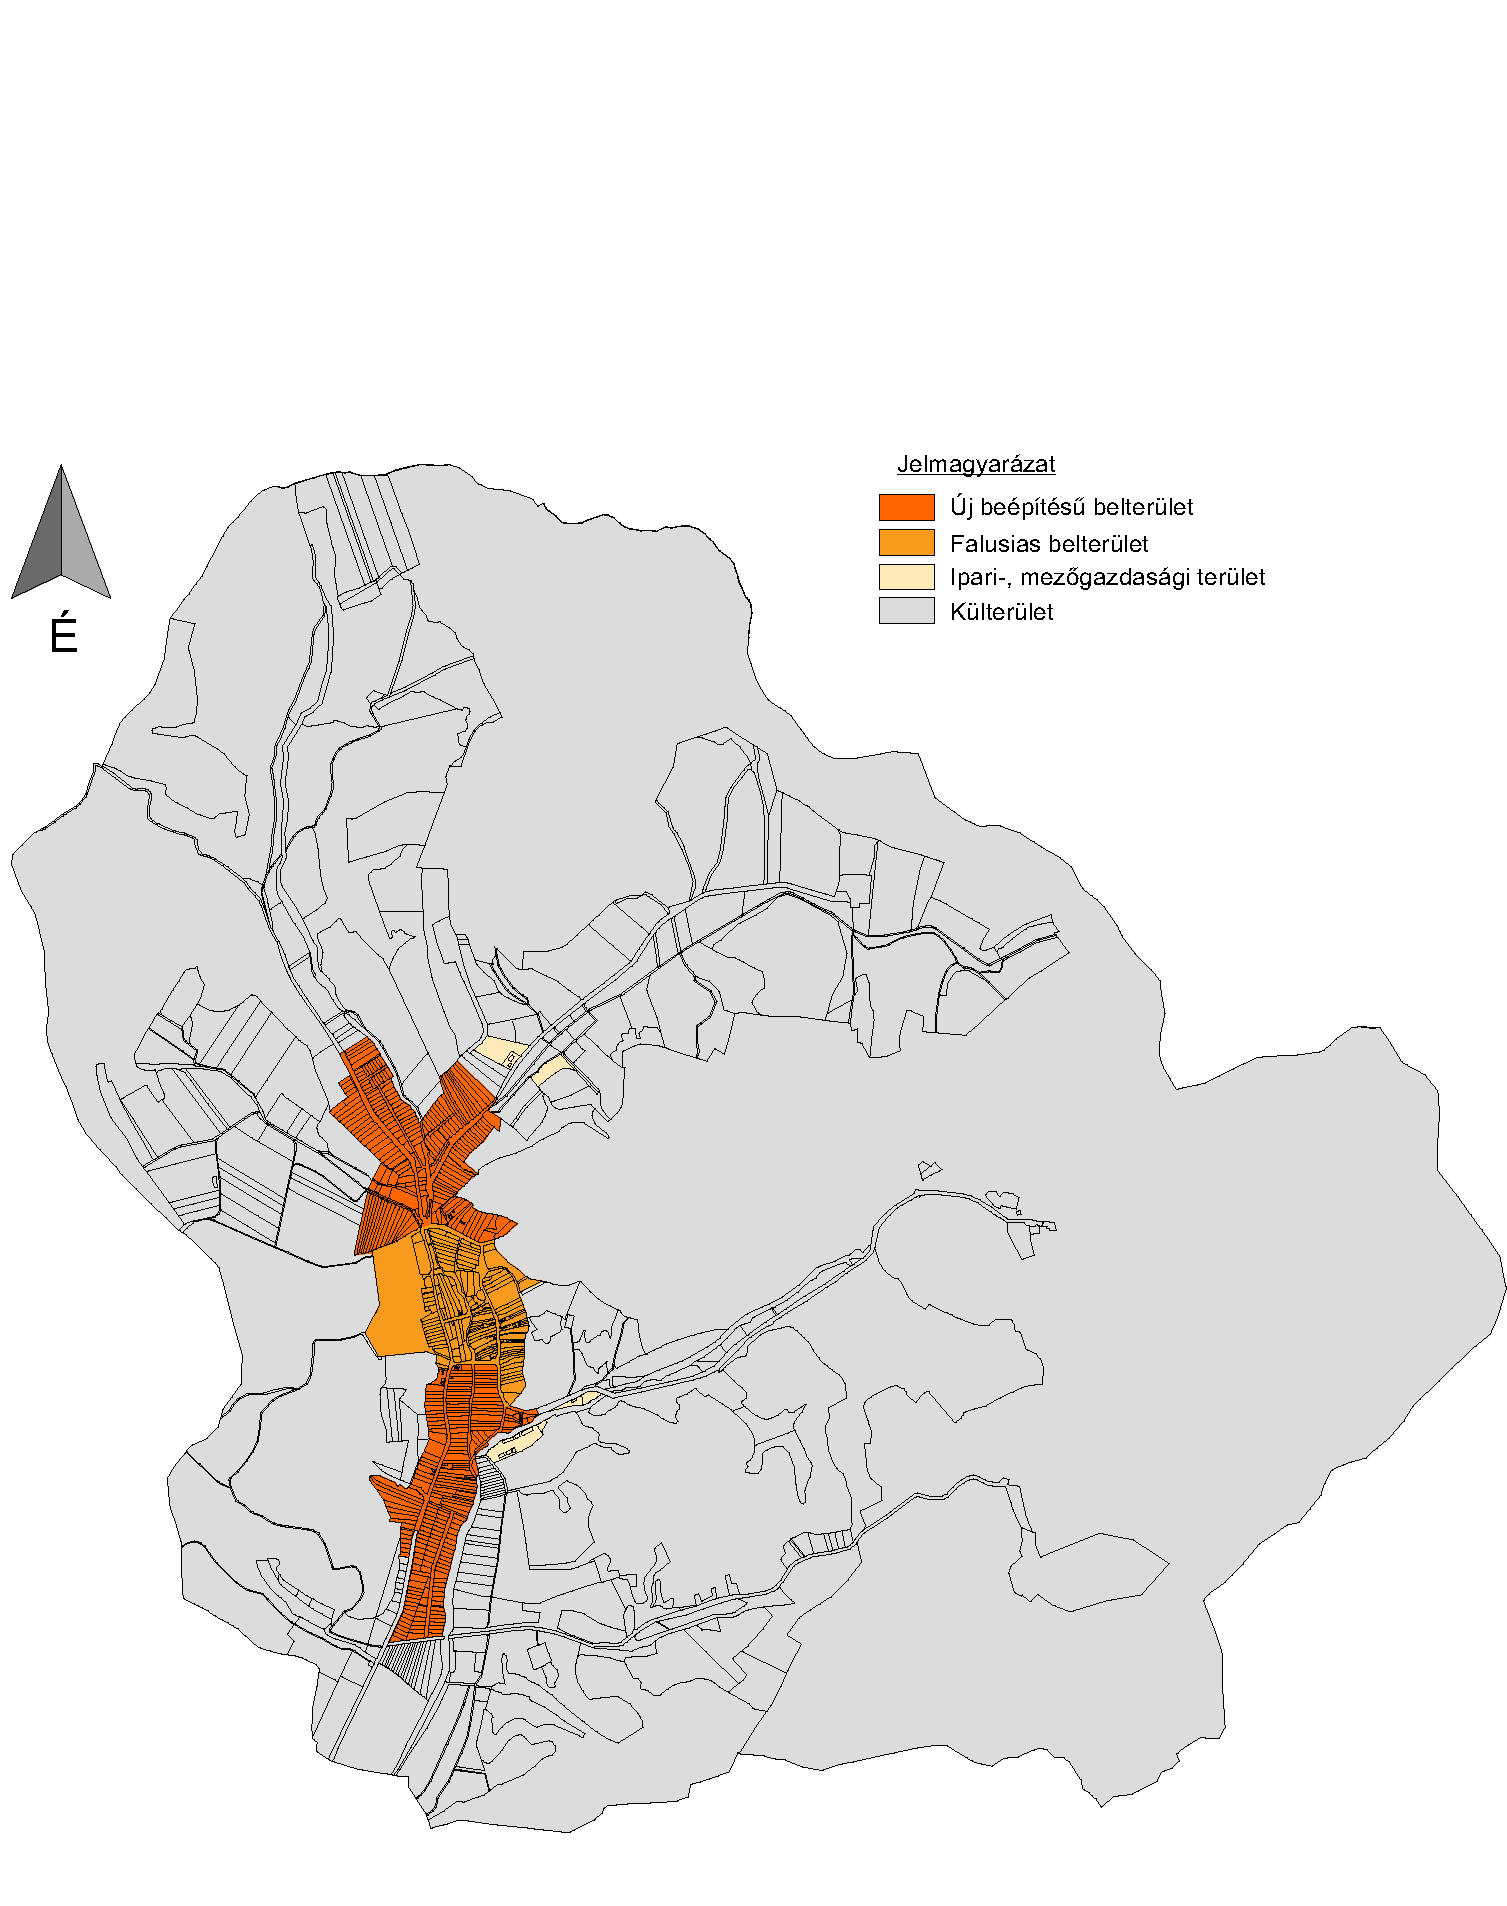 Jelmagyarázat
Új beépítésű belterület
Falusias belterület
Ipari-, mezőgazdasági terület
Külterület
É